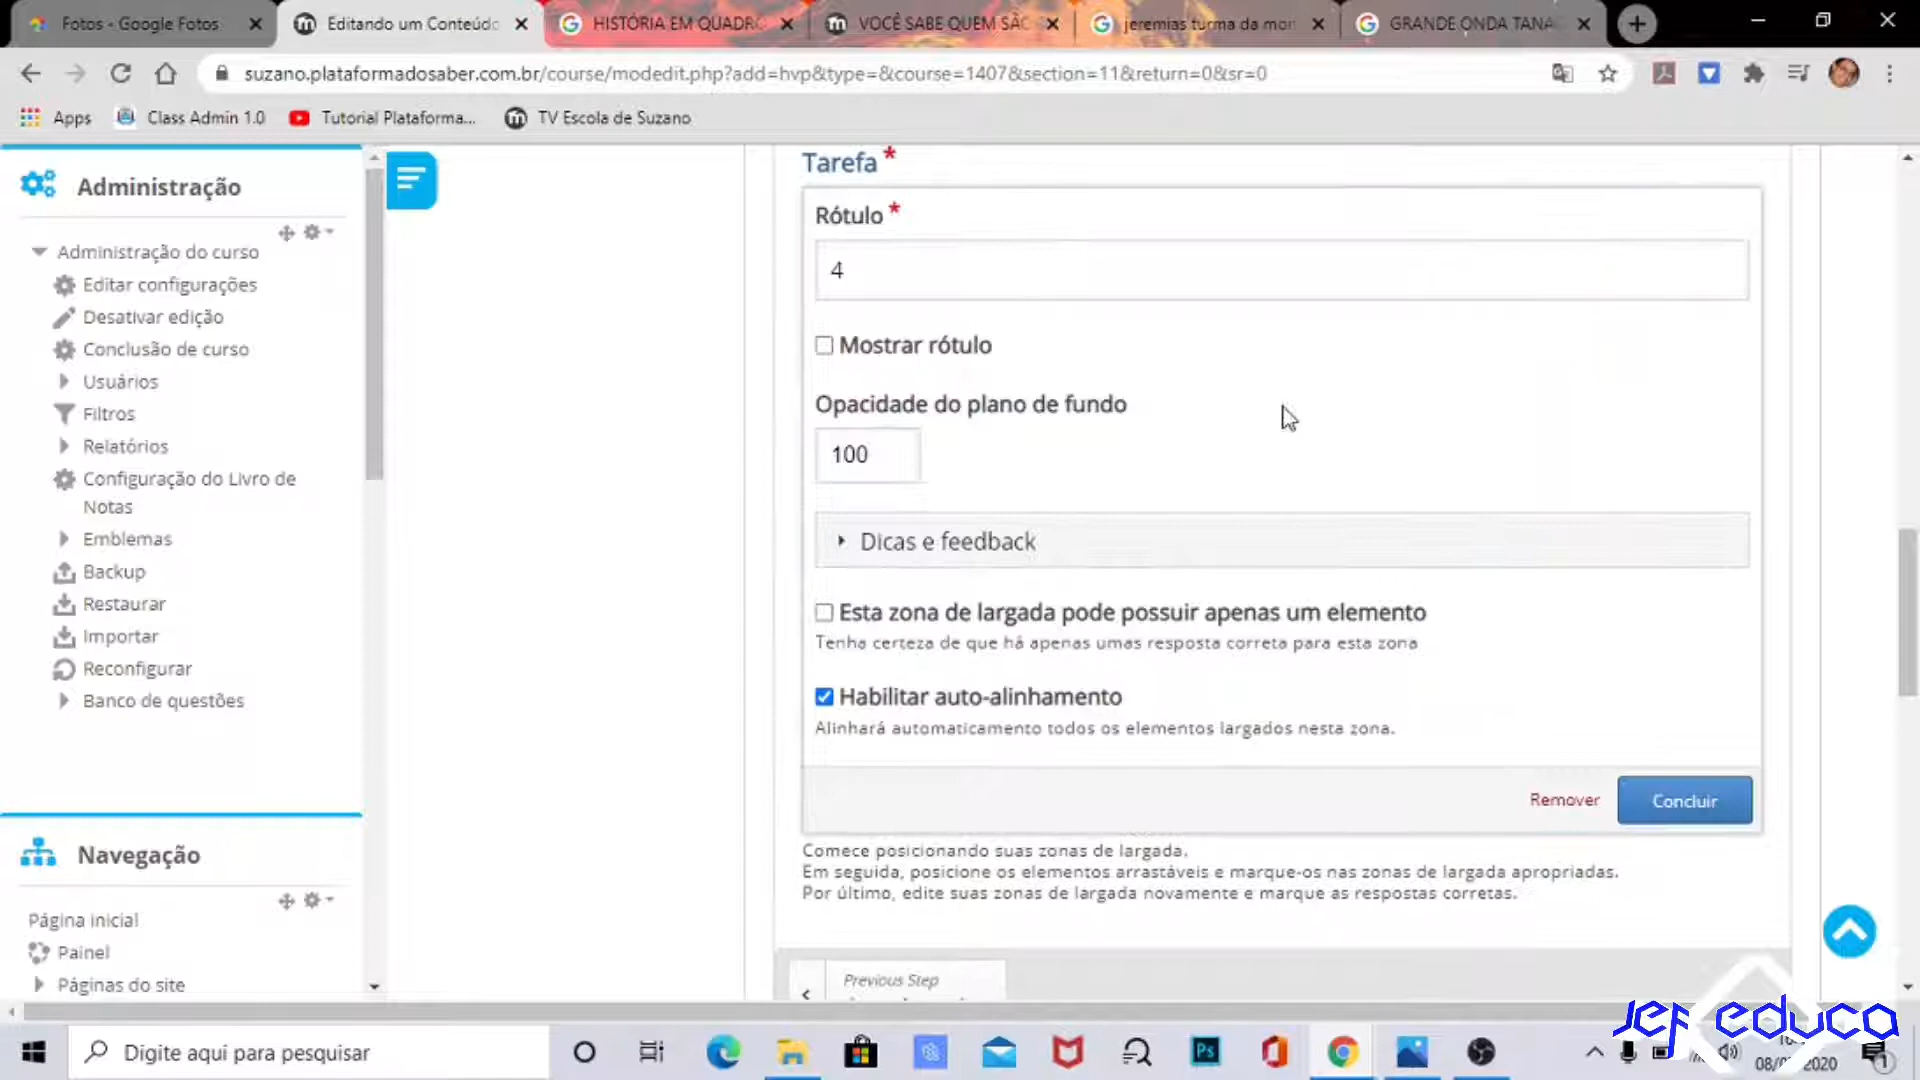 Fotos - Google Fotos
Editando um Conteúdo
HISTÓRIA EM QUADR
VOCÊ SABE QUEM SÃO
jeremias turma da mon
GRANDE ONDA TANA
suzano.plataformadosaber.com.br/course/modedit.php?add=hvp&type=&course=1407&section=11&return=0&sr=0
Apps
Class Admin 1.0
Tutorial Plataforma...
TV Escola de Suzano
Administração
Administração do curso
Editar configurações
Desativar edição
Conclusão de curso
Usuários
Filtros
Relatórios
Configuração do Livro de
Notas
Emblemas
Backup
Restaurar
Importar
Reconfigurar
Banco de questões
Navegação
Página inicial
Painel
Páginas do site
Tarefa *
Rótulo *
4
Mostrar rótulo
Opacidade do plano de fundo
100
Dicas e feedback
Esta zona de largada pode possuir apenas um elemento
Tenha certeza de que há apenas umas resposta correta para esta zona
Habilitar auto-alinhamento
Alinhará automaticamento todos os elementos largados nesta zona.
Remover
Concluir
Comece posicionando suas zonas de largada.
Em seguida, posicione os elementos arrastáveis e marque-os nas zonas de largada apropriadas.
Por último, edite suas zonas de largada novamente e marque as respostas corretas.
Previous Step
Jef educa
Digite aqui para pesquisar
Ps
1